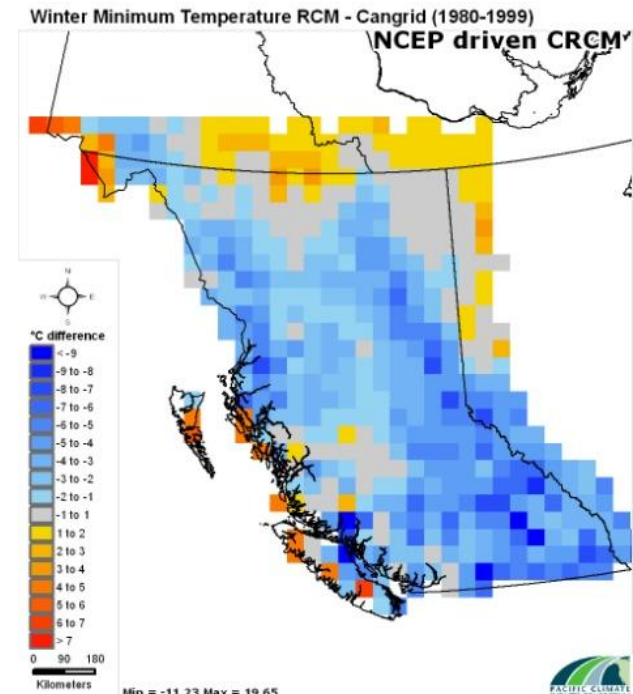 Winter Minimum Temperature RCM - Cangrid (1980-1999)
NCEP driven CRCM
N
W E
S
°C difference
< -9
-9 to -8
-8 to -7
-7 to -6
-6 to -5
-5 to -4
-4 to -3
-3 to -2
-2 to -1
-1 to 1
1 to 2
2 to 3
3 to 4
4 to 5
5 to 6
6 to 7
> 7
0 90 180
Kilometers
Min = -11.23 Max = 19.65
PACIFIC CLIMATE